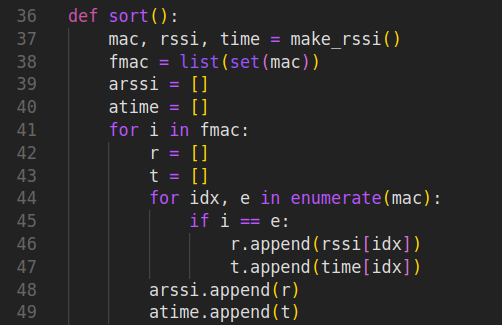 36 def sort():
37     mac, rssi, time = make_rssi()
38     fmac = list(set(mac))
39     arssi = []
40     atime = []
41     for i in fmac:
42         r = []
43         t = []
44         for idx, e in enumerate(mac):
45             if i == e:
46                 r.append(rssi[idx])
47                 t.append(time[idx])
48         arssi.append(r)
49         atime.append(t)